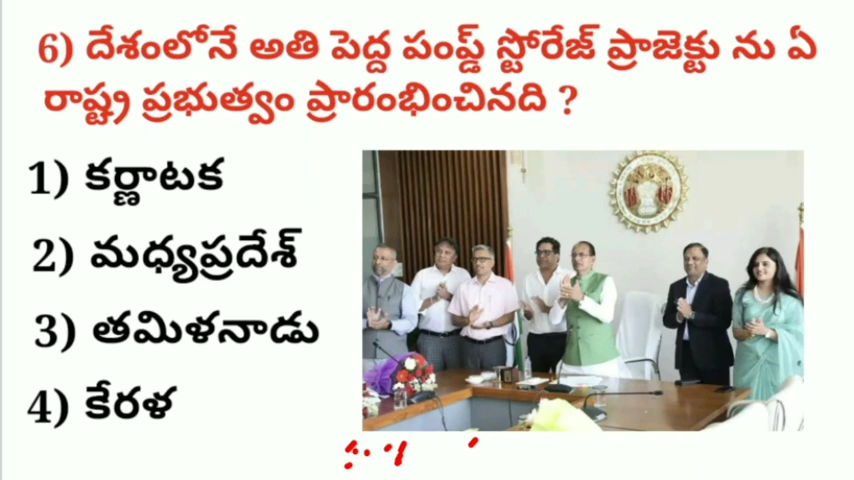 6) దేశంలోనే అతి పెద్ద పంప్డ్ స్టోరేజ్ ప్రాజెక్టు ను ఏ
రాష్ట్ర ప్రభుత్వం ప్రారంభించినది ?
1) కర్ణాటక
2) మధ్యప్రదేశ్
3) తమిళనాడు
4) కేరళ